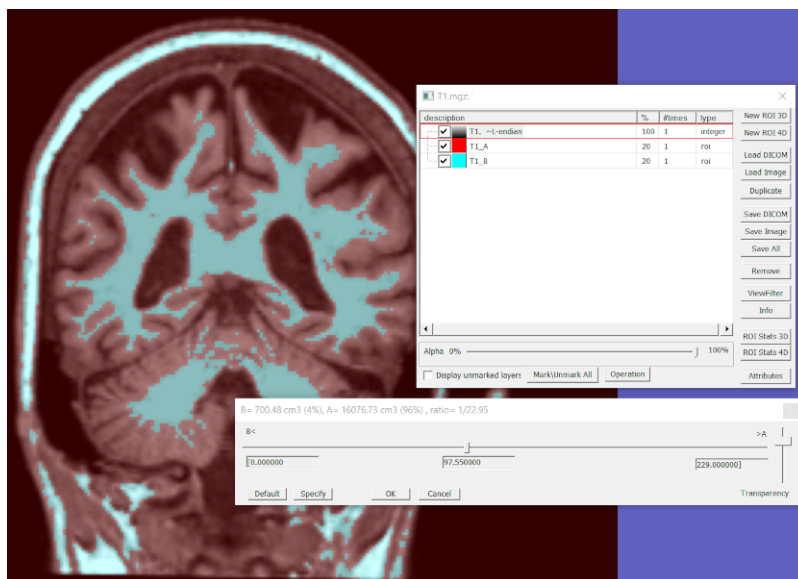 T1.mgz:
description % #times type
T1. ~L-endian 100 1 integer
T1_A 20 1 roi
T1_B 20 1 roi
New ROI 3D
New ROI 4D
Load DICOM
Load Image
Duplicate
Save DICOM
Save Image
Save All
Remove
ViewFilter
Info
ROI Stats 3D
ROI Stats 4D
Attributes
Alpha 0% 100%
Display unmarked layers Mark\Unmark All Operation
B= 700.48 cm3 (4%), A= 16076.73 cm3 (96%) , ratio= 1/22.95
B< >A
[0.000000 97.550000 229.000000]
Default Specify OK Cancel Transparency